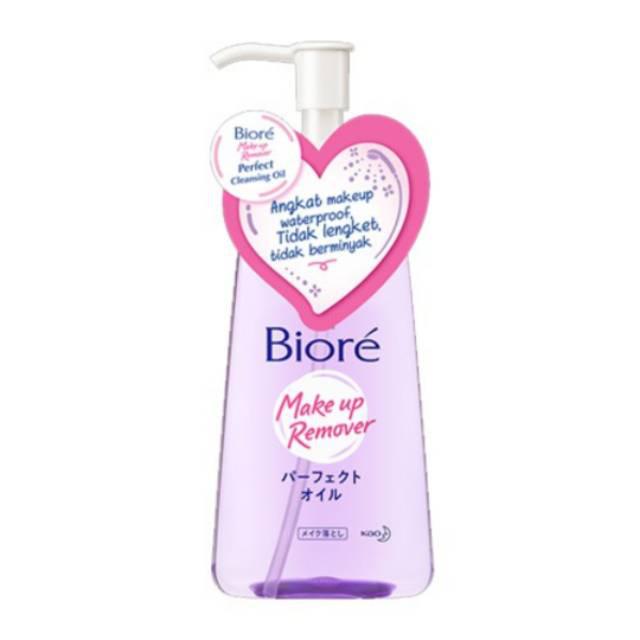 Bioré
Make up
Remover
Perfect
Cleansing Oil
Angkat makeup
waterproof,
Tidak lengket,
tidak berminyak
Bioré
Make up
Remover
パーフェクト
オイル
メイク落とし
Kao